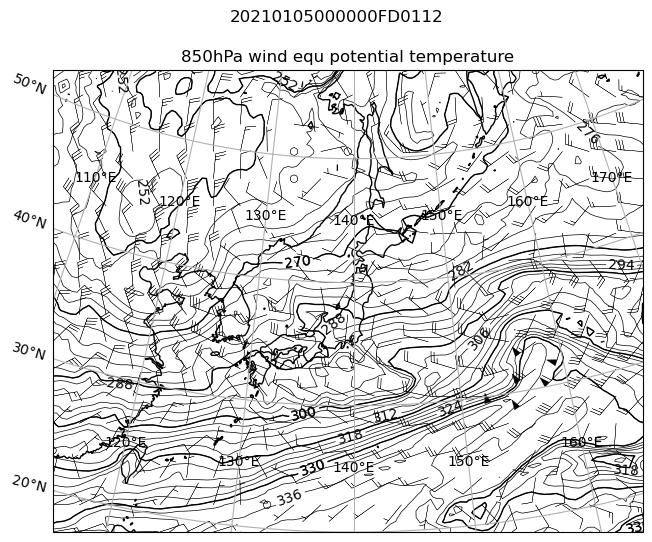 20210105000000FD0112
850hPa wind equ potential temperature
50°N
252
276
110°E
170°E
252
120°E
160°E
130°E
140°E
150°E
40°N
270
282
294
288
306
30°N
288
300
312
324
318
120°E
160°E
130°E
140°E
150°E
330
318
20°N
336